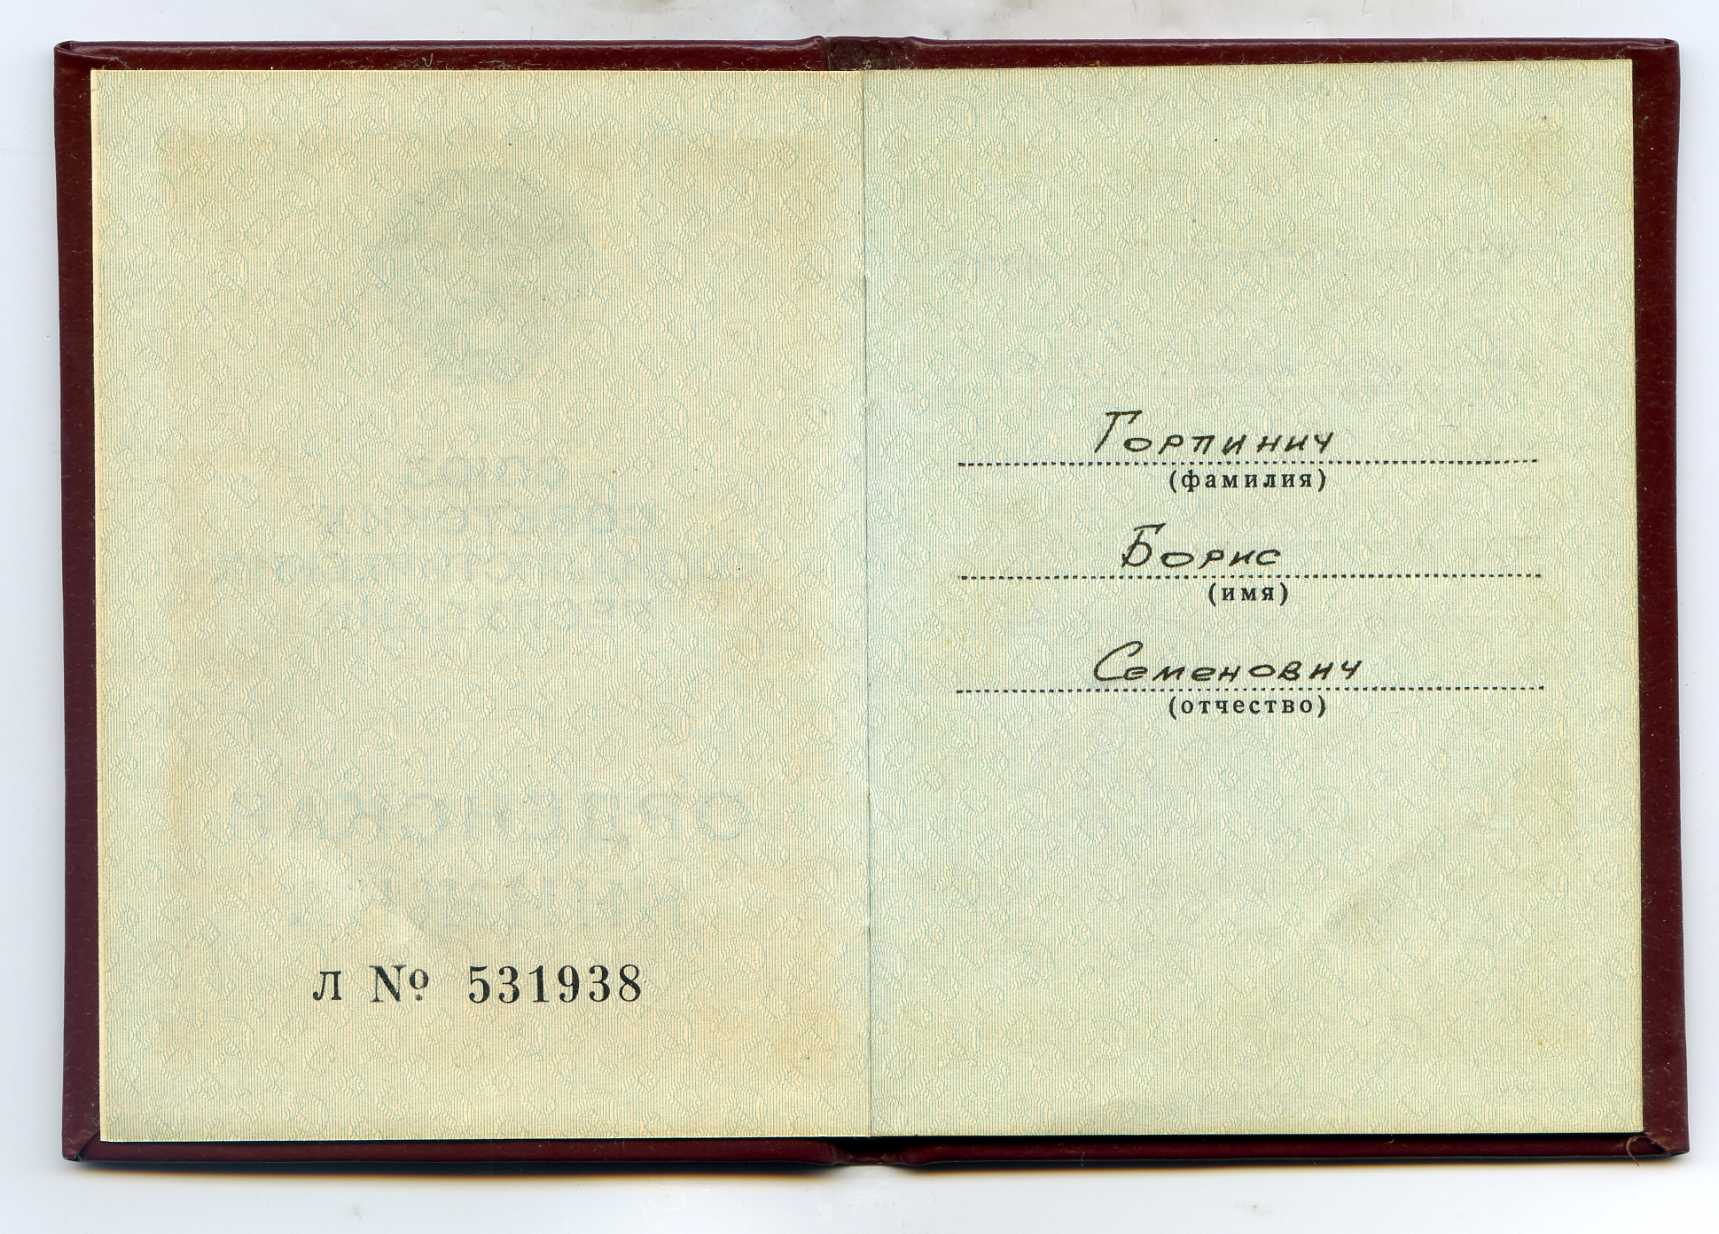 Л № 531938
Горпинич
(фамилия)
Борис
(имя)
Семенович
(отчество)